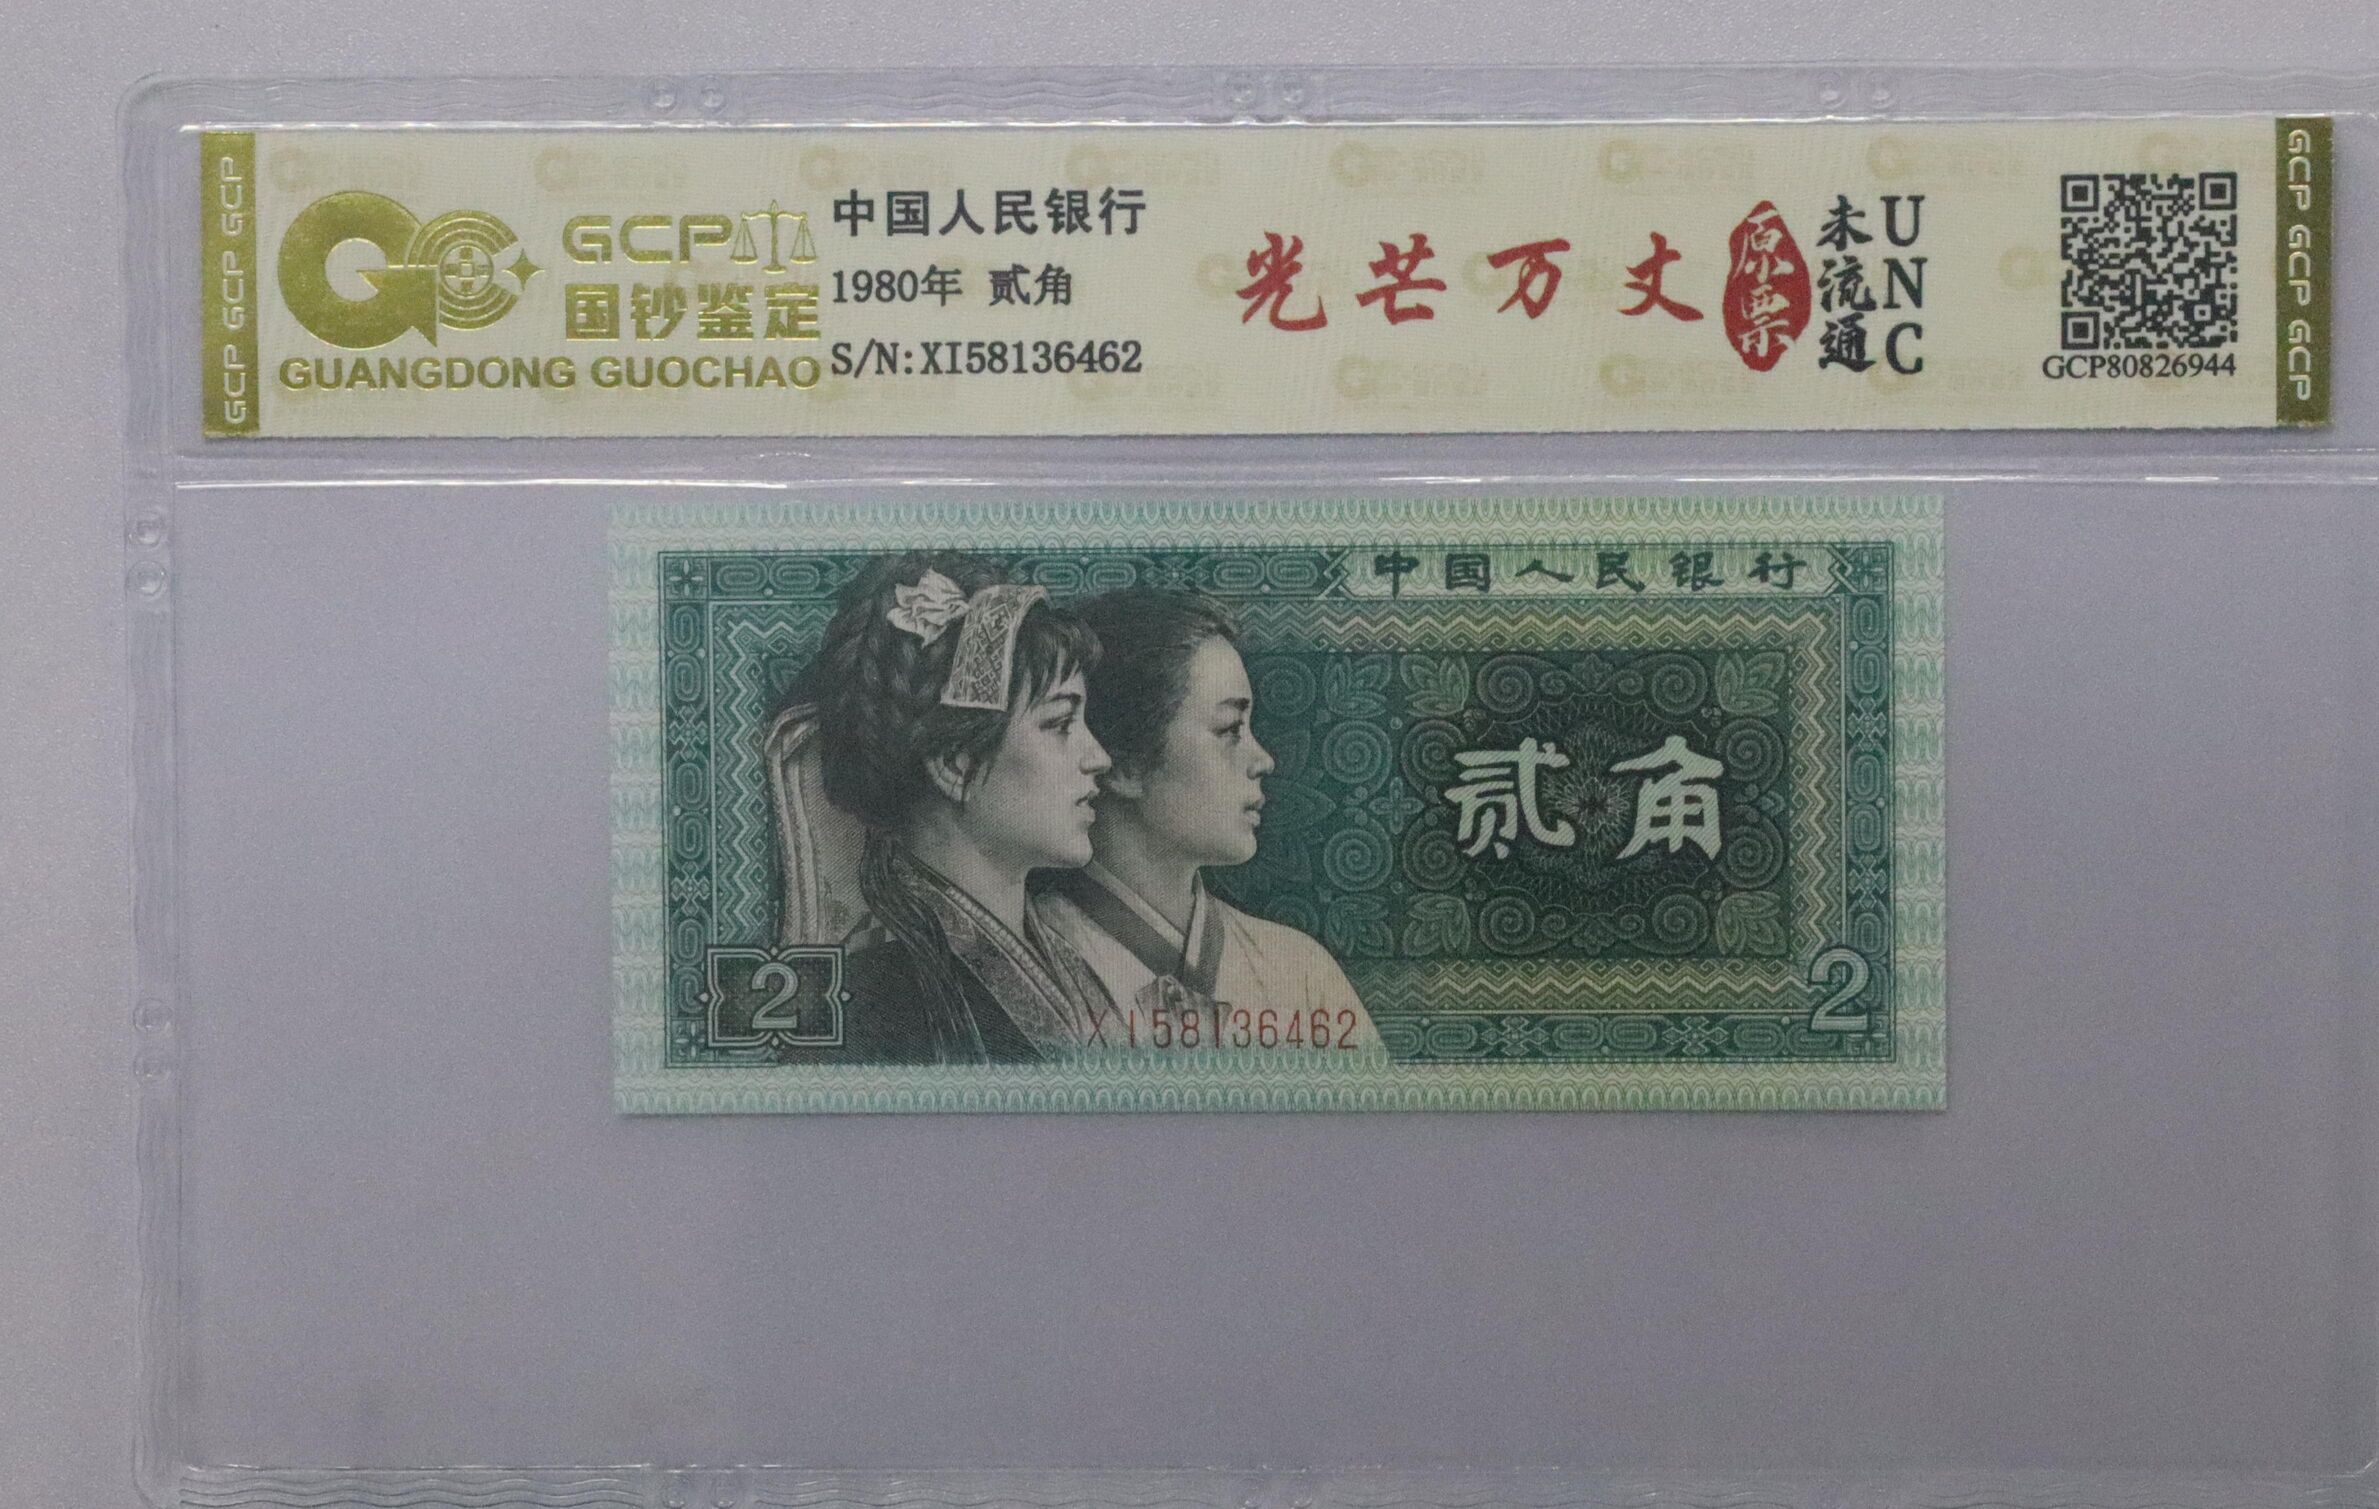 GCP GCP GCP
GCP
国钞鉴定
GUANGDONG GUOCHAO
中国人民银行
1980年 贰角
S/N:XI58136462
光芒万丈
原票
未流通
UNC
GCP80826944
GCP GCP GCP
中国人民银行
贰角
2
2
XI58136462